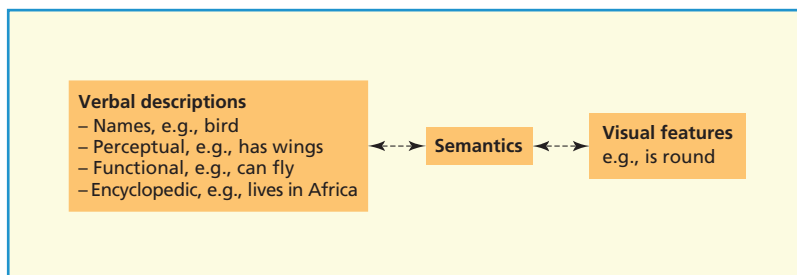 Verbal descriptions
– Names, e.g., bird
– Perceptual, e.g., has wings
– Functional, e.g., can fly
– Encyclopedic, e.g., lives in Africa
Semantics
Visual features
e.g., is round